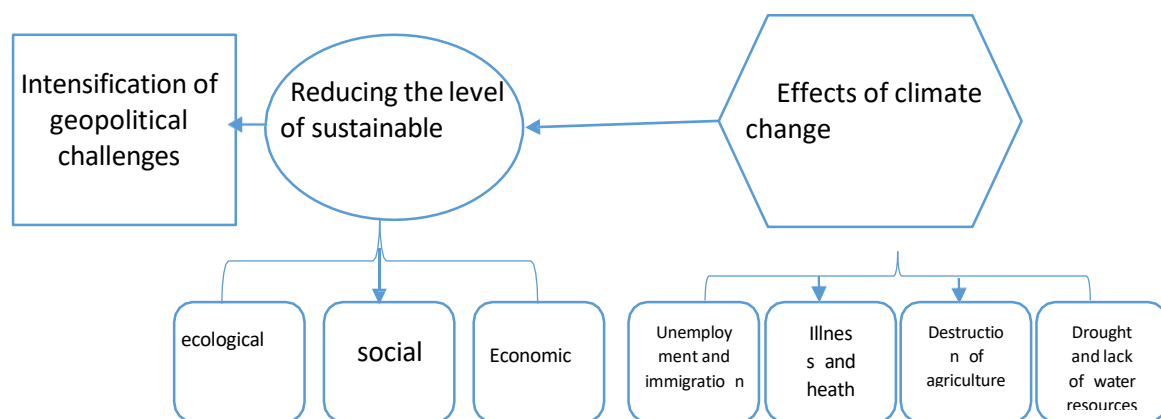 Intensification of
geopolitical
challenges
Reducing the level
of sustainable
Effects of climate
change
ecological
social
Economic
Unemploy
ment and
immigratio n
Illnes
s and
heath
Destructio
n of
agriculture
Drought
and lack
of water
resources